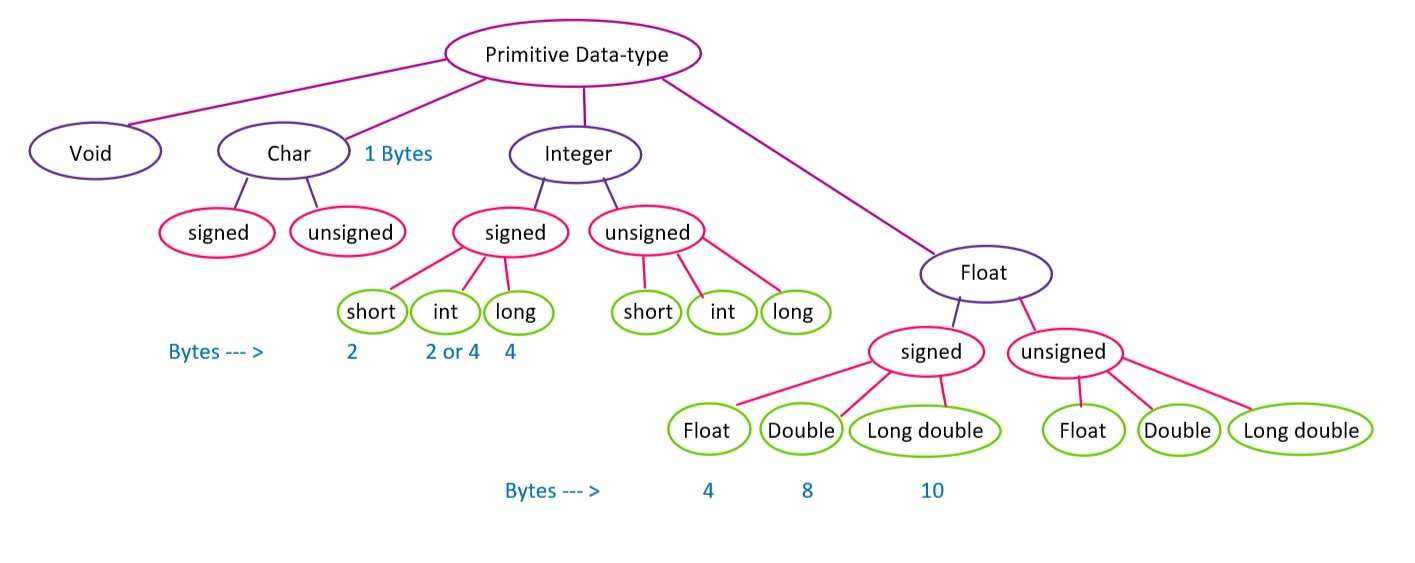 Primitive Data-type
Void
Char
1 Bytes
Integer
signed
unsigned
signed
unsigned
Float
short
int
long
short
int
long
Bytes --- >
2
2 or 4
4
signed
unsigned
Float
Double
Long double
Float
Double
Long double
Bytes --- >
4
8
10